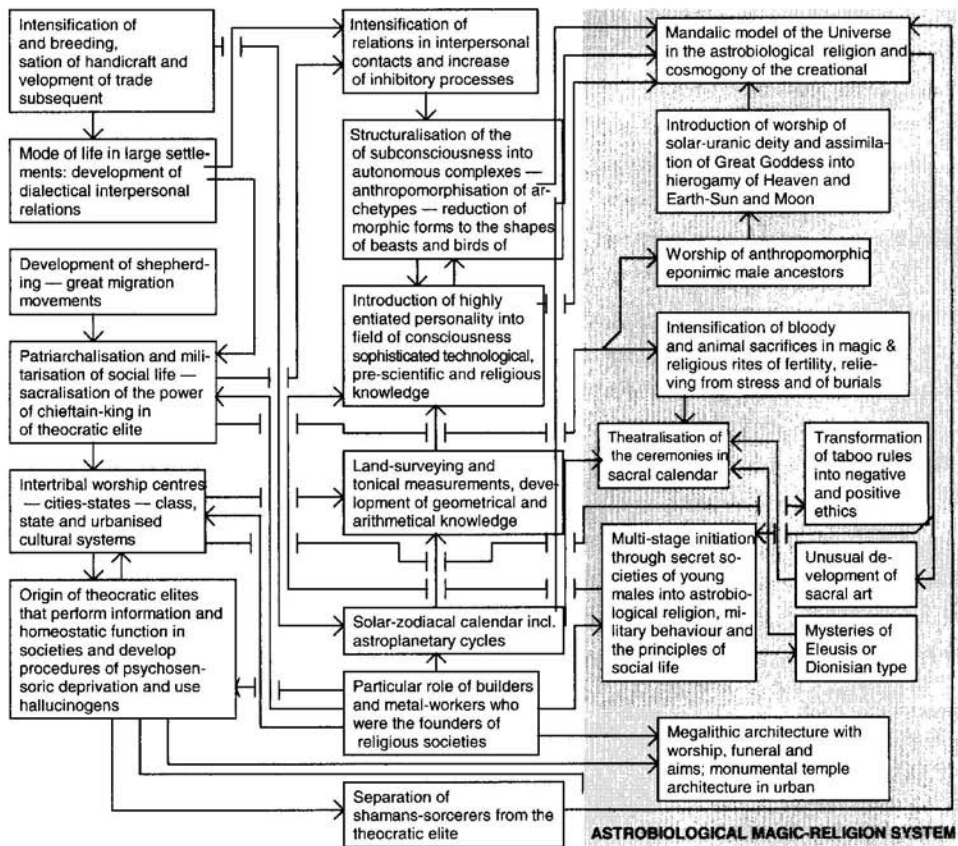 Intensification of
and breeding,
sation of handicraft and
velopment of trade
subsequent
Mode of life in large settle-
ments: development of
dialectical interpersonal
relations
Development of shepherd-
ing — great migration
movements
Patriarchalisation and mili-
tarisation of social life —
sacralisation of the power
of chieftain-king in
of theocratic elite
Intertribal worship centres
— cities-states — class,
state and urbanised
cultural systems
Origin of theocratic elites
that perform information and
homeostatic function in
societies and develop
procedures of psychosen-
soric deprivation and use
hallucinogens
Intensification of
relations in interpersonal
contacts and increase
of inhibitory processes
Structuralisation of the
of subconsciousness into
autonomous complexes —
anthropomorphisation of ar-
chetypes — reduction of
morphic forms to the shapes
of beasts and birds of
Introduction of highly
entiated personality into
field of consciousness
sophisticated technological,
pre-scientific and religious
knowledge
Land-surveying and
tonical measurements, deve-
lopment of geometrical and
arithmetical knowledge
Solar-zodiacal calendar incl.
astroplanetary cycles
Particular role of builders
and metal-workers who
were the founders of
religious societies
Separation of
shamans-sorcerers from the
theocratic elite
Mandalic model of the Universe
in the astrobiological religion and
cosmogony of the creational
Introduction of worship of
solar-uranic deity and assimila-
tion of Great Goddess into
hierogamy of Heaven and
Earth-Sun and Moon
Worship of anthropomorphic
eponimic male ancestors
Intensification of bloody
and animal sacrifices in magic &
religious rites of fertility, relie-
ving from stress and of burials
Theatralisation of
the ceremonies in
sacral calendar
Transformation
of taboo rules
into negative
and positive
ethics
Multi-stage initiation
through secret so-
cieties of young
males into astrobio-
logical religion, mi-
litary behaviour and
the principles of
social life
Unusual de-
velopment of
sacral art
Mysteries of
Eleusis or
Dionisian type
Megalithic architecture with
worship, funeral and
aims; monumental temple
architecture in urban
ASTROBIOLOGICAL MAGIC-RELIGION SYSTEM